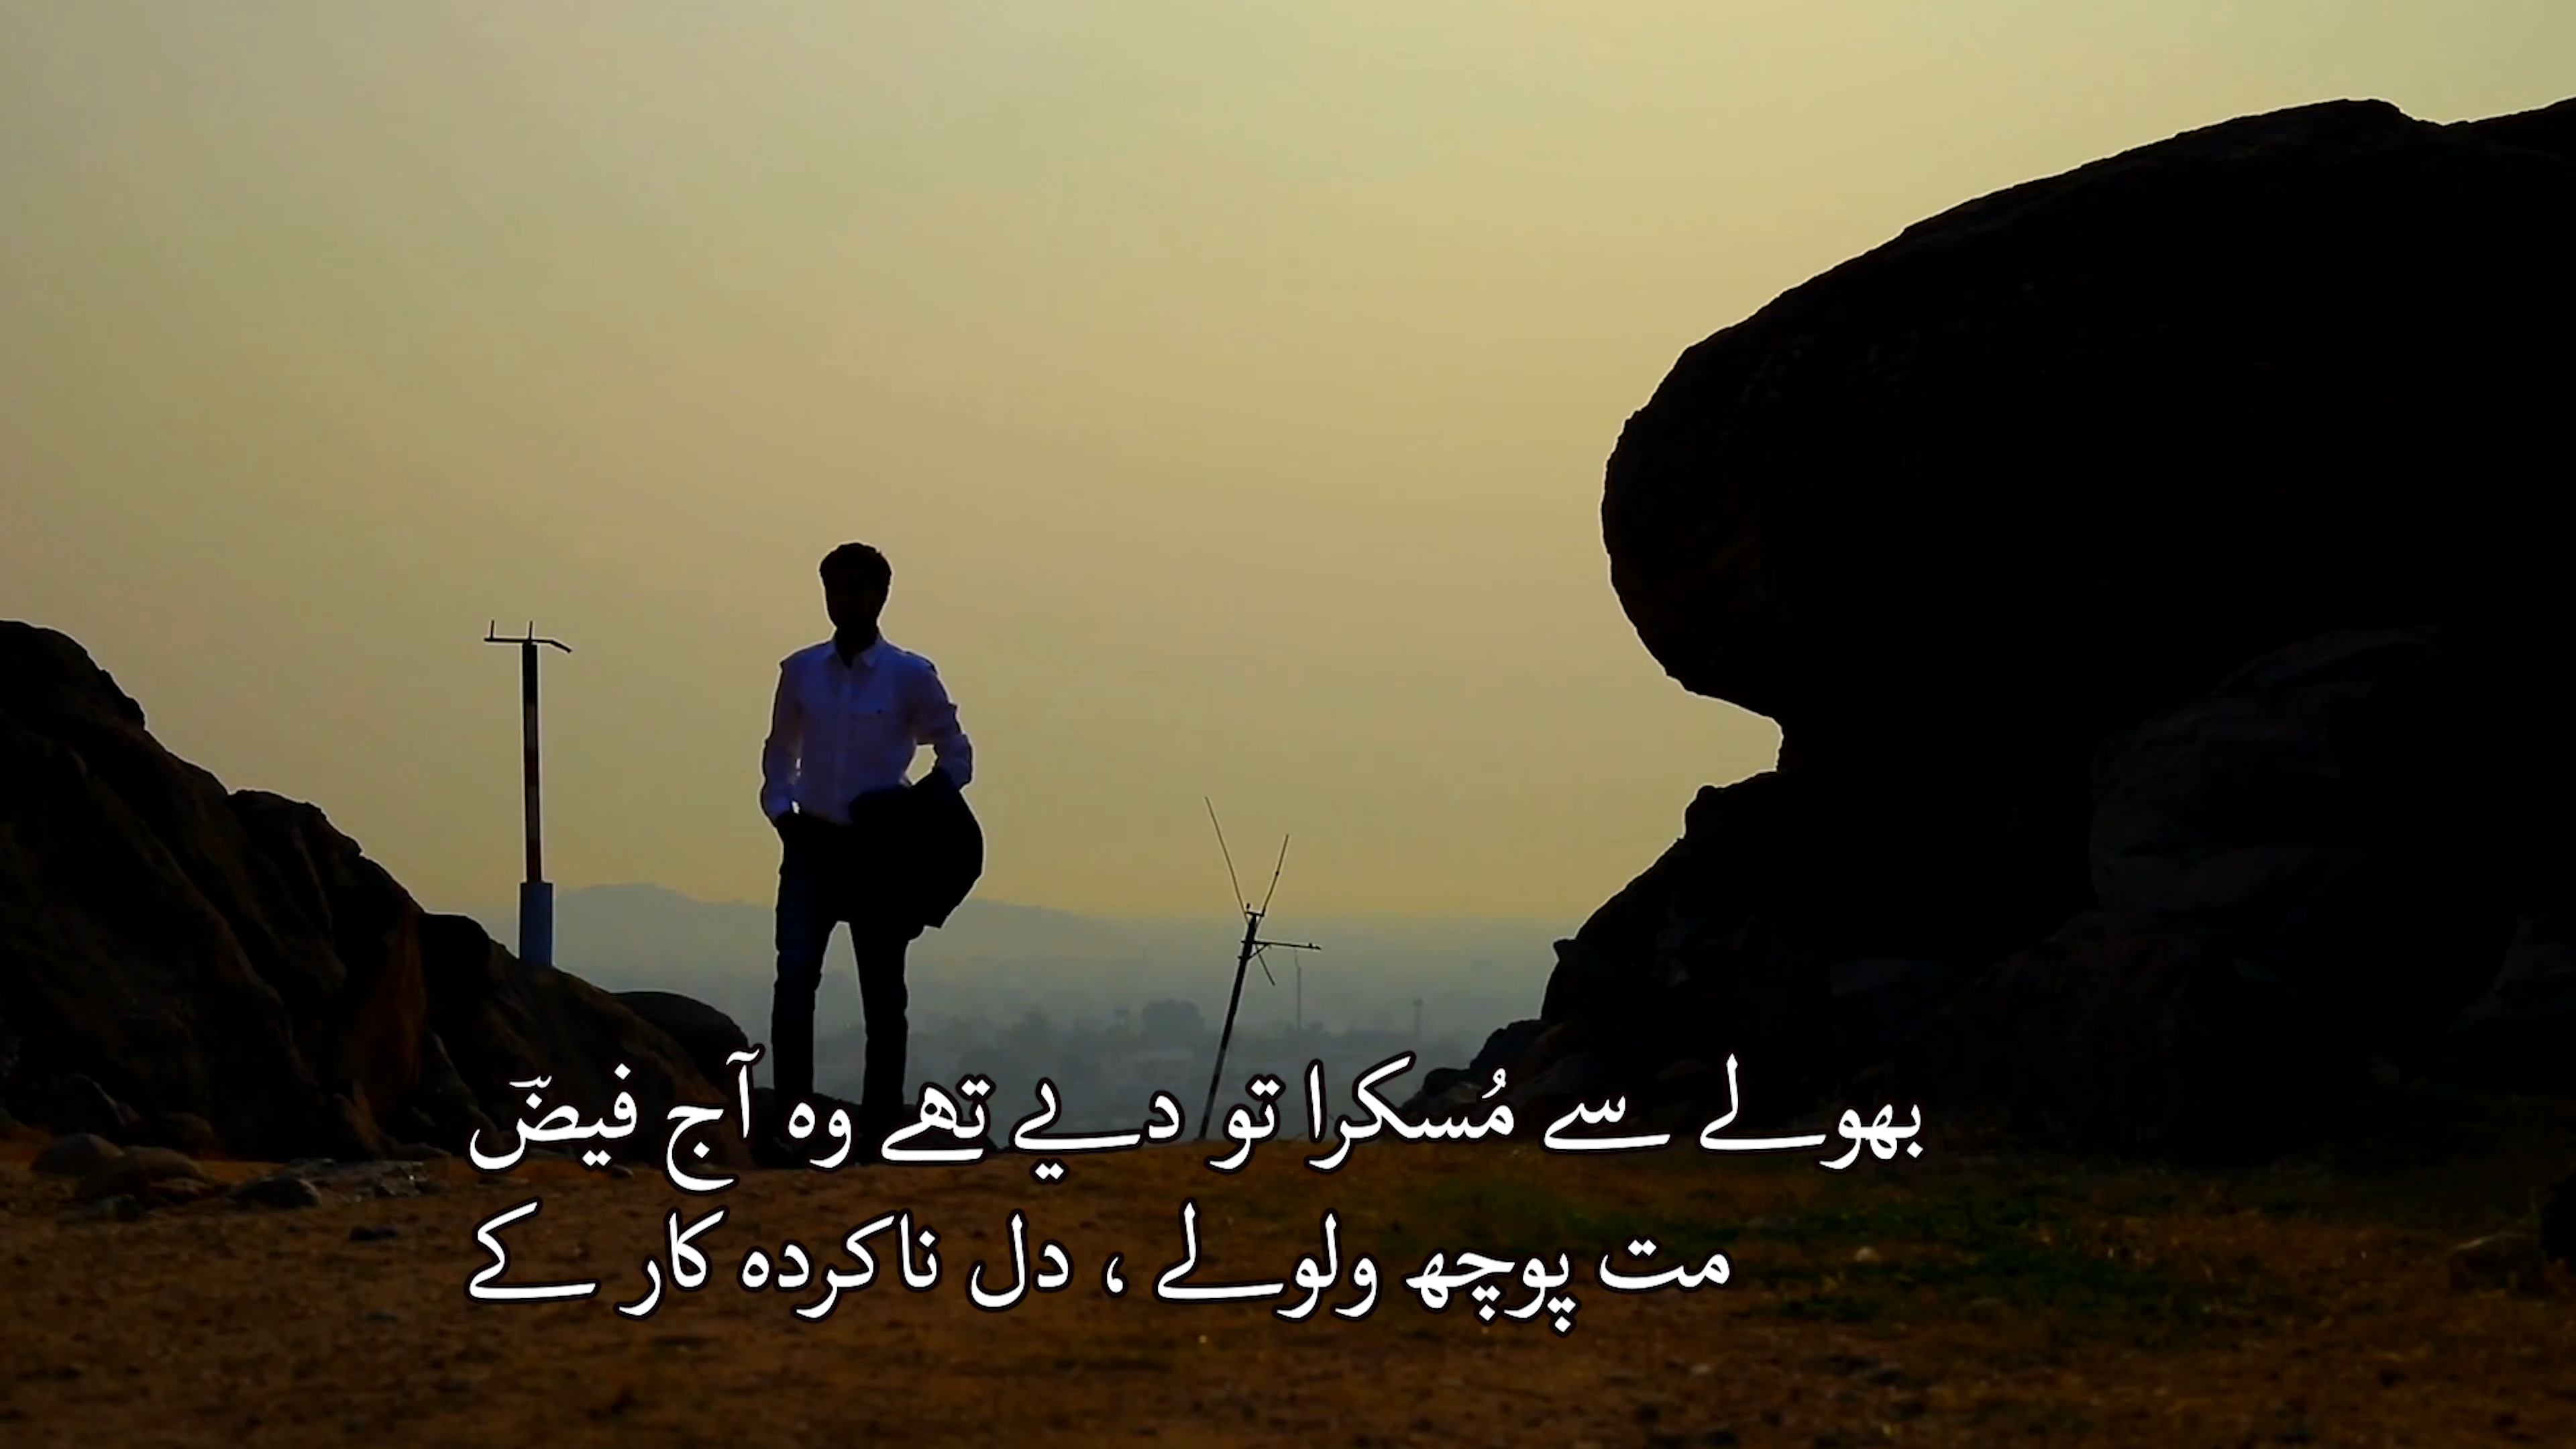 بھولے سے مُسکرا تو دیے تھے وہ آج فیضؔ
مت پوچھ ولولے ، دل ناکردہ کار کے